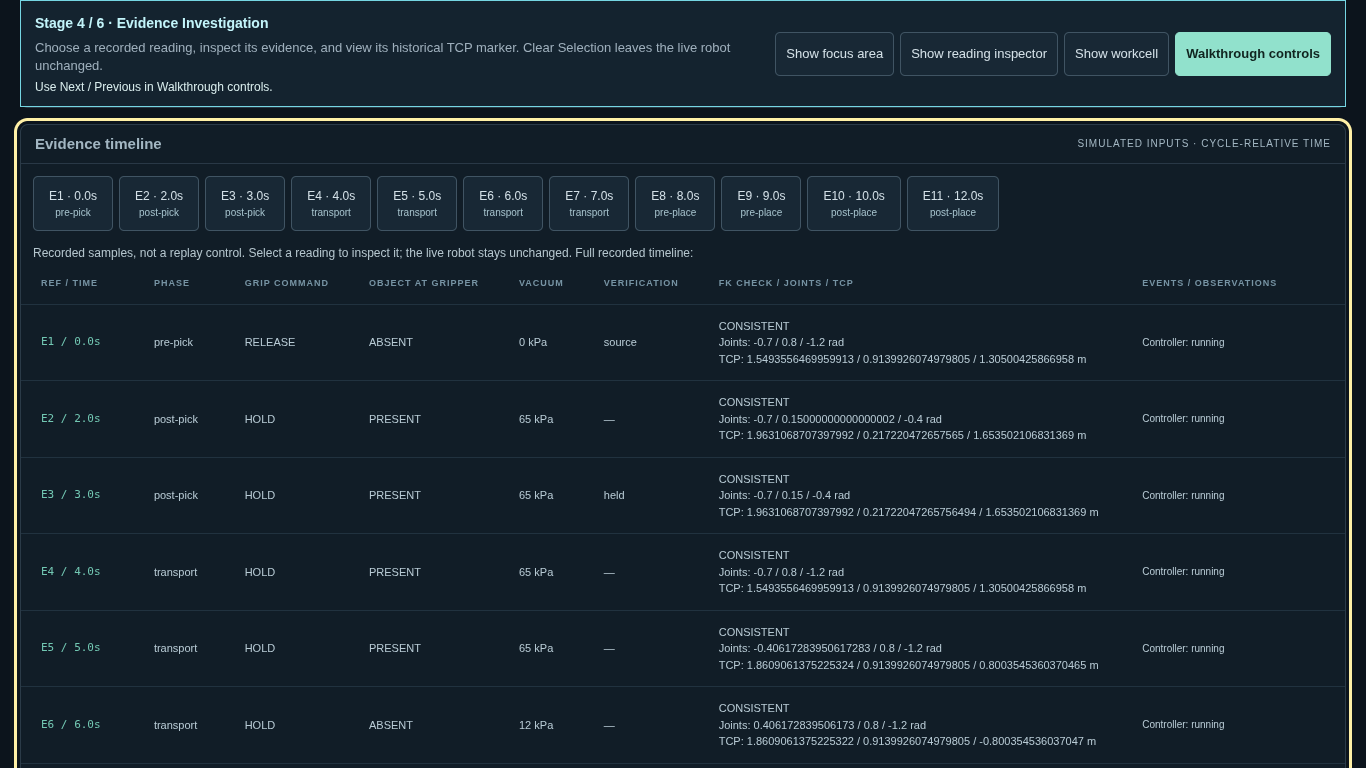 Stage 4 / 6 · Evidence Investigation
Choose a recorded reading, inspect its evidence, and view its historical TCP marker. Clear Selection leaves the live robot
unchanged.
Use Next / Previous in Walkthrough controls.
Show focus area
Show reading inspector
Show workcell
Walkthrough controls
Evidence timeline
SIMULATED INPUTS · CYCLE-RELATIVE TIME
E1 · 0.0s
pre-pick
E2 · 2.0s
post-pick
E3 · 3.0s
post-pick
E4 · 4.0s
transport
E5 · 5.0s
transport
E6 · 6.0s
transport
E7 · 7.0s
transport
E8 · 8.0s
pre-place
E9 · 9.0s
pre-place
E10 · 10.0s
post-place
E11 · 12.0s
post-place
Recorded samples, not a replay control. Select a reading to inspect it; the live robot stays unchanged. Full recorded timeline:
REF / TIME PHASE GRIP COMMAND OBJECT AT GRIPPER VACUUM VERIFICATION FK CHECK / JOINTS / TCP EVENTS / OBSERVATIONS
E1 / 0.0s pre-pick RELEASE ABSENT 0 kPa source
CONSISTENT
Joints: -0.7 / 0.8 / -1.2 rad
TCP: 1.5493556469959913 / 0.9139926074979805 / 1.30500425866958 m
Controller: running
E2 / 2.0s post-pick HOLD PRESENT 65 kPa —
CONSISTENT
Joints: -0.7 / 0.15000000000000002 / -0.4 rad
TCP: 1.9631068707397992 / 0.217220472657565 / 1.653502106831369 m
Controller: running
E3 / 3.0s post-pick HOLD PRESENT 65 kPa held
CONSISTENT
Joints: -0.7 / 0.15 / -0.4 rad
TCP: 1.9631068707397992 / 0.21722047265756494 / 1.653502106831369 m
Controller: running
E4 / 4.0s transport HOLD PRESENT 65 kPa —
CONSISTENT
Joints: -0.7 / 0.8 / -1.2 rad
TCP: 1.5493556469959913 / 0.9139926074979805 / 1.30500425866958 m
Controller: running
E5 / 5.0s transport HOLD PRESENT 65 kPa —
CONSISTENT
Joints: -0.40617283950617283 / 0.8 / -1.2 rad
TCP: 1.8609061375225324 / 0.9139926074979805 / 0.8003545360370465 m
Controller: running
E6 / 6.0s transport HOLD ABSENT 12 kPa —
CONSISTENT
Joints: 0.406172839506173 / 0.8 / -1.2 rad
TCP: 1.8609061375225322 / 0.9139926074979805 / -0.800354536037047 m
Controller: running